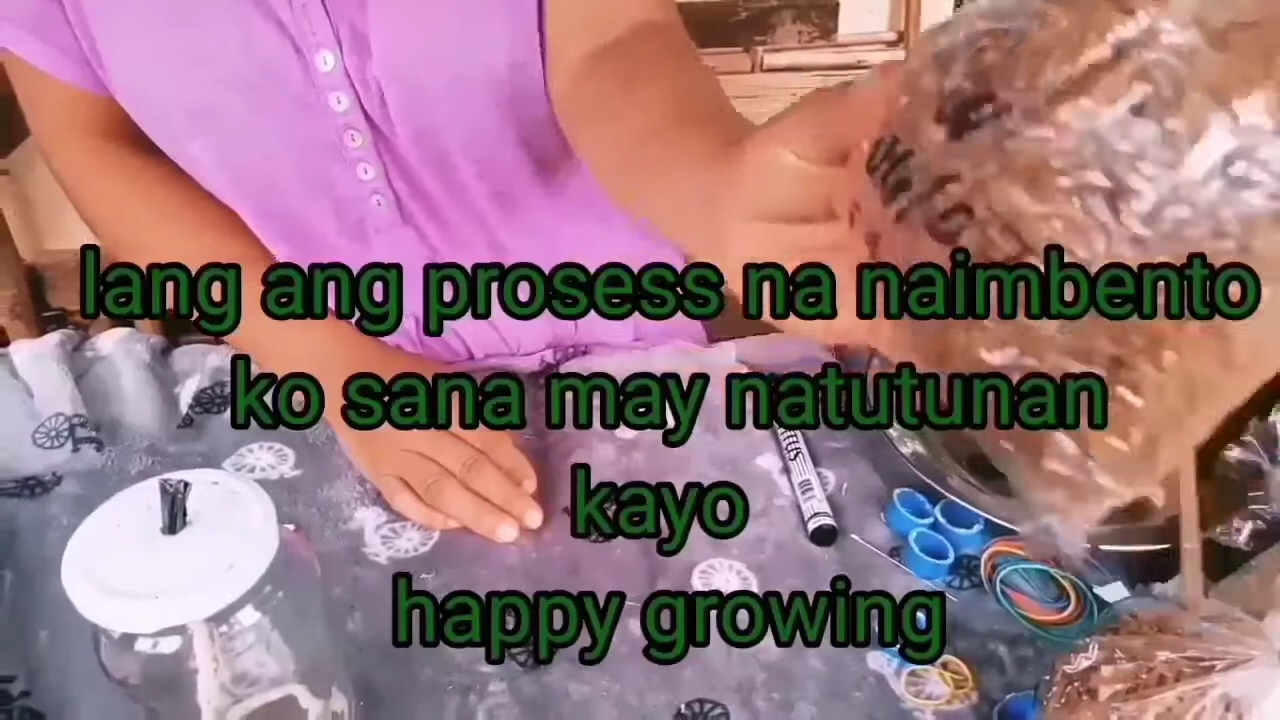 lang ang prosess na naimbento
ko sana may natutunan
kayo
happy growing